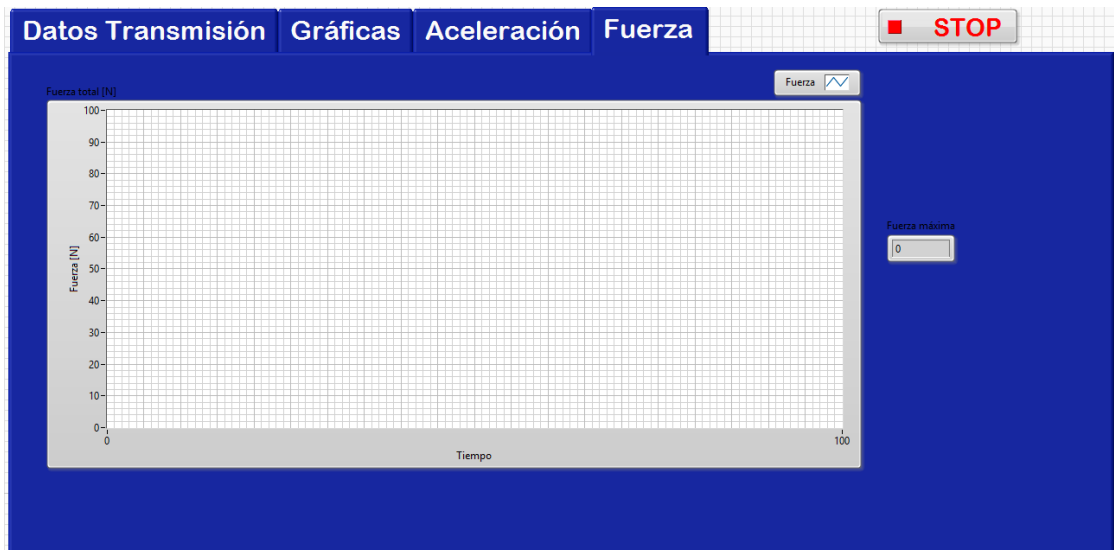 Datos Transmisión
Gráficas
Aceleración
Fuerza
STOP
Fuerza
Fuerza total [N]
100
90
80
70
60
50
40
30
20
10
0
Fuerza [N]
0
100
Tiempo
Fuerza máxima
0